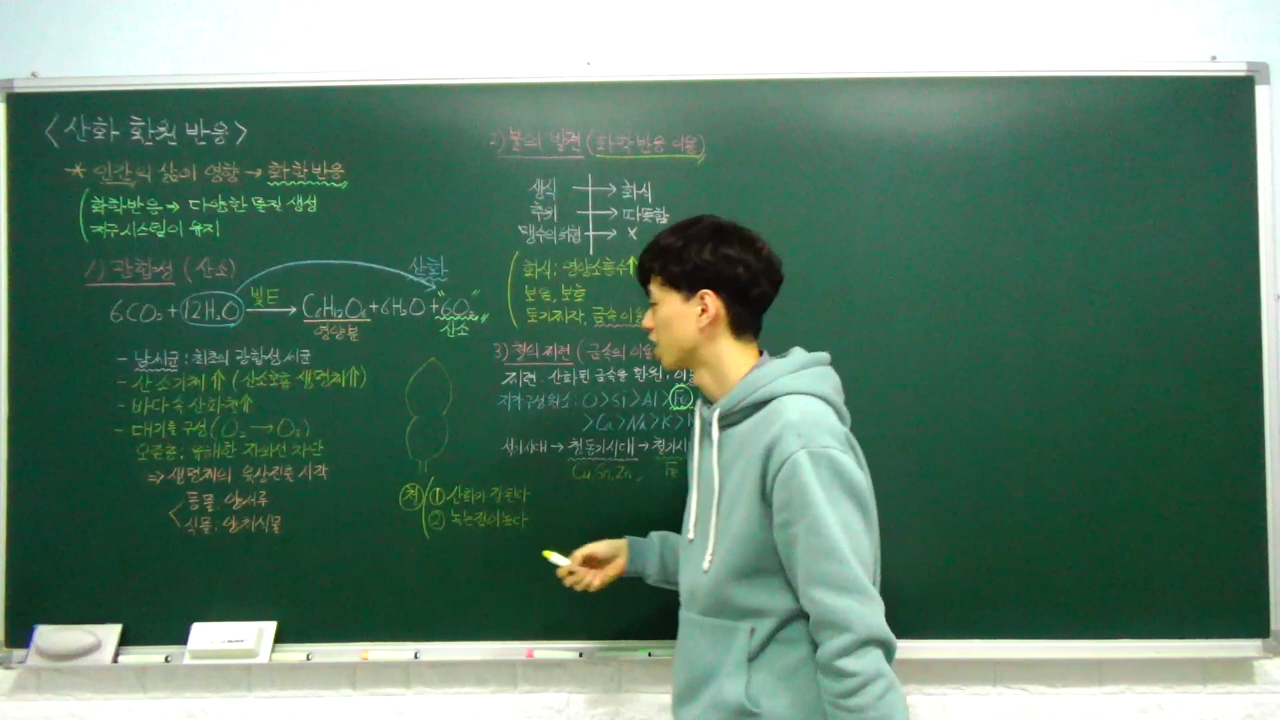 <산화 환원 반응>
* 인간의 삶에 영향 → 화학반응
화학반응 → 다양한 물질 생성
지구시스템이 유지
1) 광합성 (산소)
산화
빛E
6CO₂ + 12H₂O → C₆H₁₂O₆ + 6H₂O + "6O₂"
영양분
산소
- 남세균 : 최초의 광합성 세균
- 산소기체 ⇑ (산소호흡 생명체⇑)
- 바다 속 산화철⇑
- 대기를 구성 (O₂ → O₃)
오존층; 유해한 자외선 차단
⇒ 생명체의 육상진출 시작
동물. 양서류
식물. 양치식물
2) 불의 발견 (화학반응 이용)
생식 → 화식
추위 → 따뜻함
맹수의 위험 → X
화식: 영양소흡수↑
보온, 보호
토기제작, 금속이
3) 철의 제련 (금속의 이용
제련. 산화된 금속을 환원,
지각구성원소: O>Si>Al>Fe
>Ca>Na>K>
석기시대 → 청동기시대 → 철기시
Cu, Sn, Zn, Fe
철 ① 산화가 잘된다
② 녹는점이높다